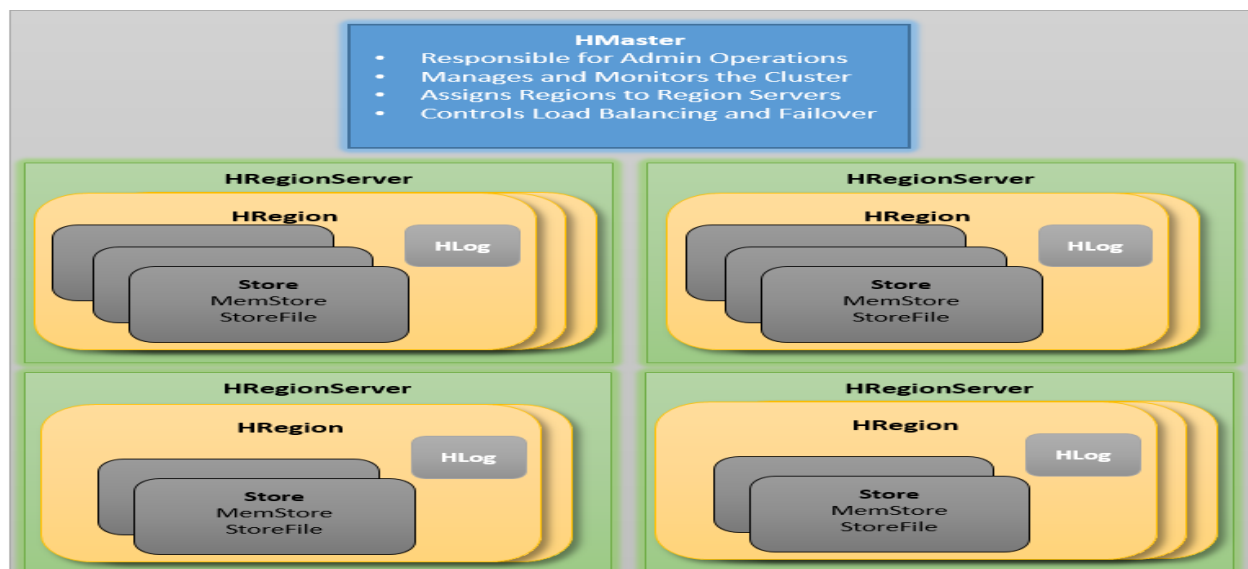 HMaster
• Responsible for Admin Operations
• Manages and Monitors the Cluster
• Assigns Regions to Region Servers
• Controls Load Balancing and Failover
HRegionServer
HRegion
HLog
Store
MemStore
StoreFile
HRegionServer
HRegion
HLog
Store
MemStore
StoreFile
HRegionServer
HRegion
HLog
Store
MemStore
StoreFile
HRegionServer
HRegion
HLog
Store
MemStore
StoreFile